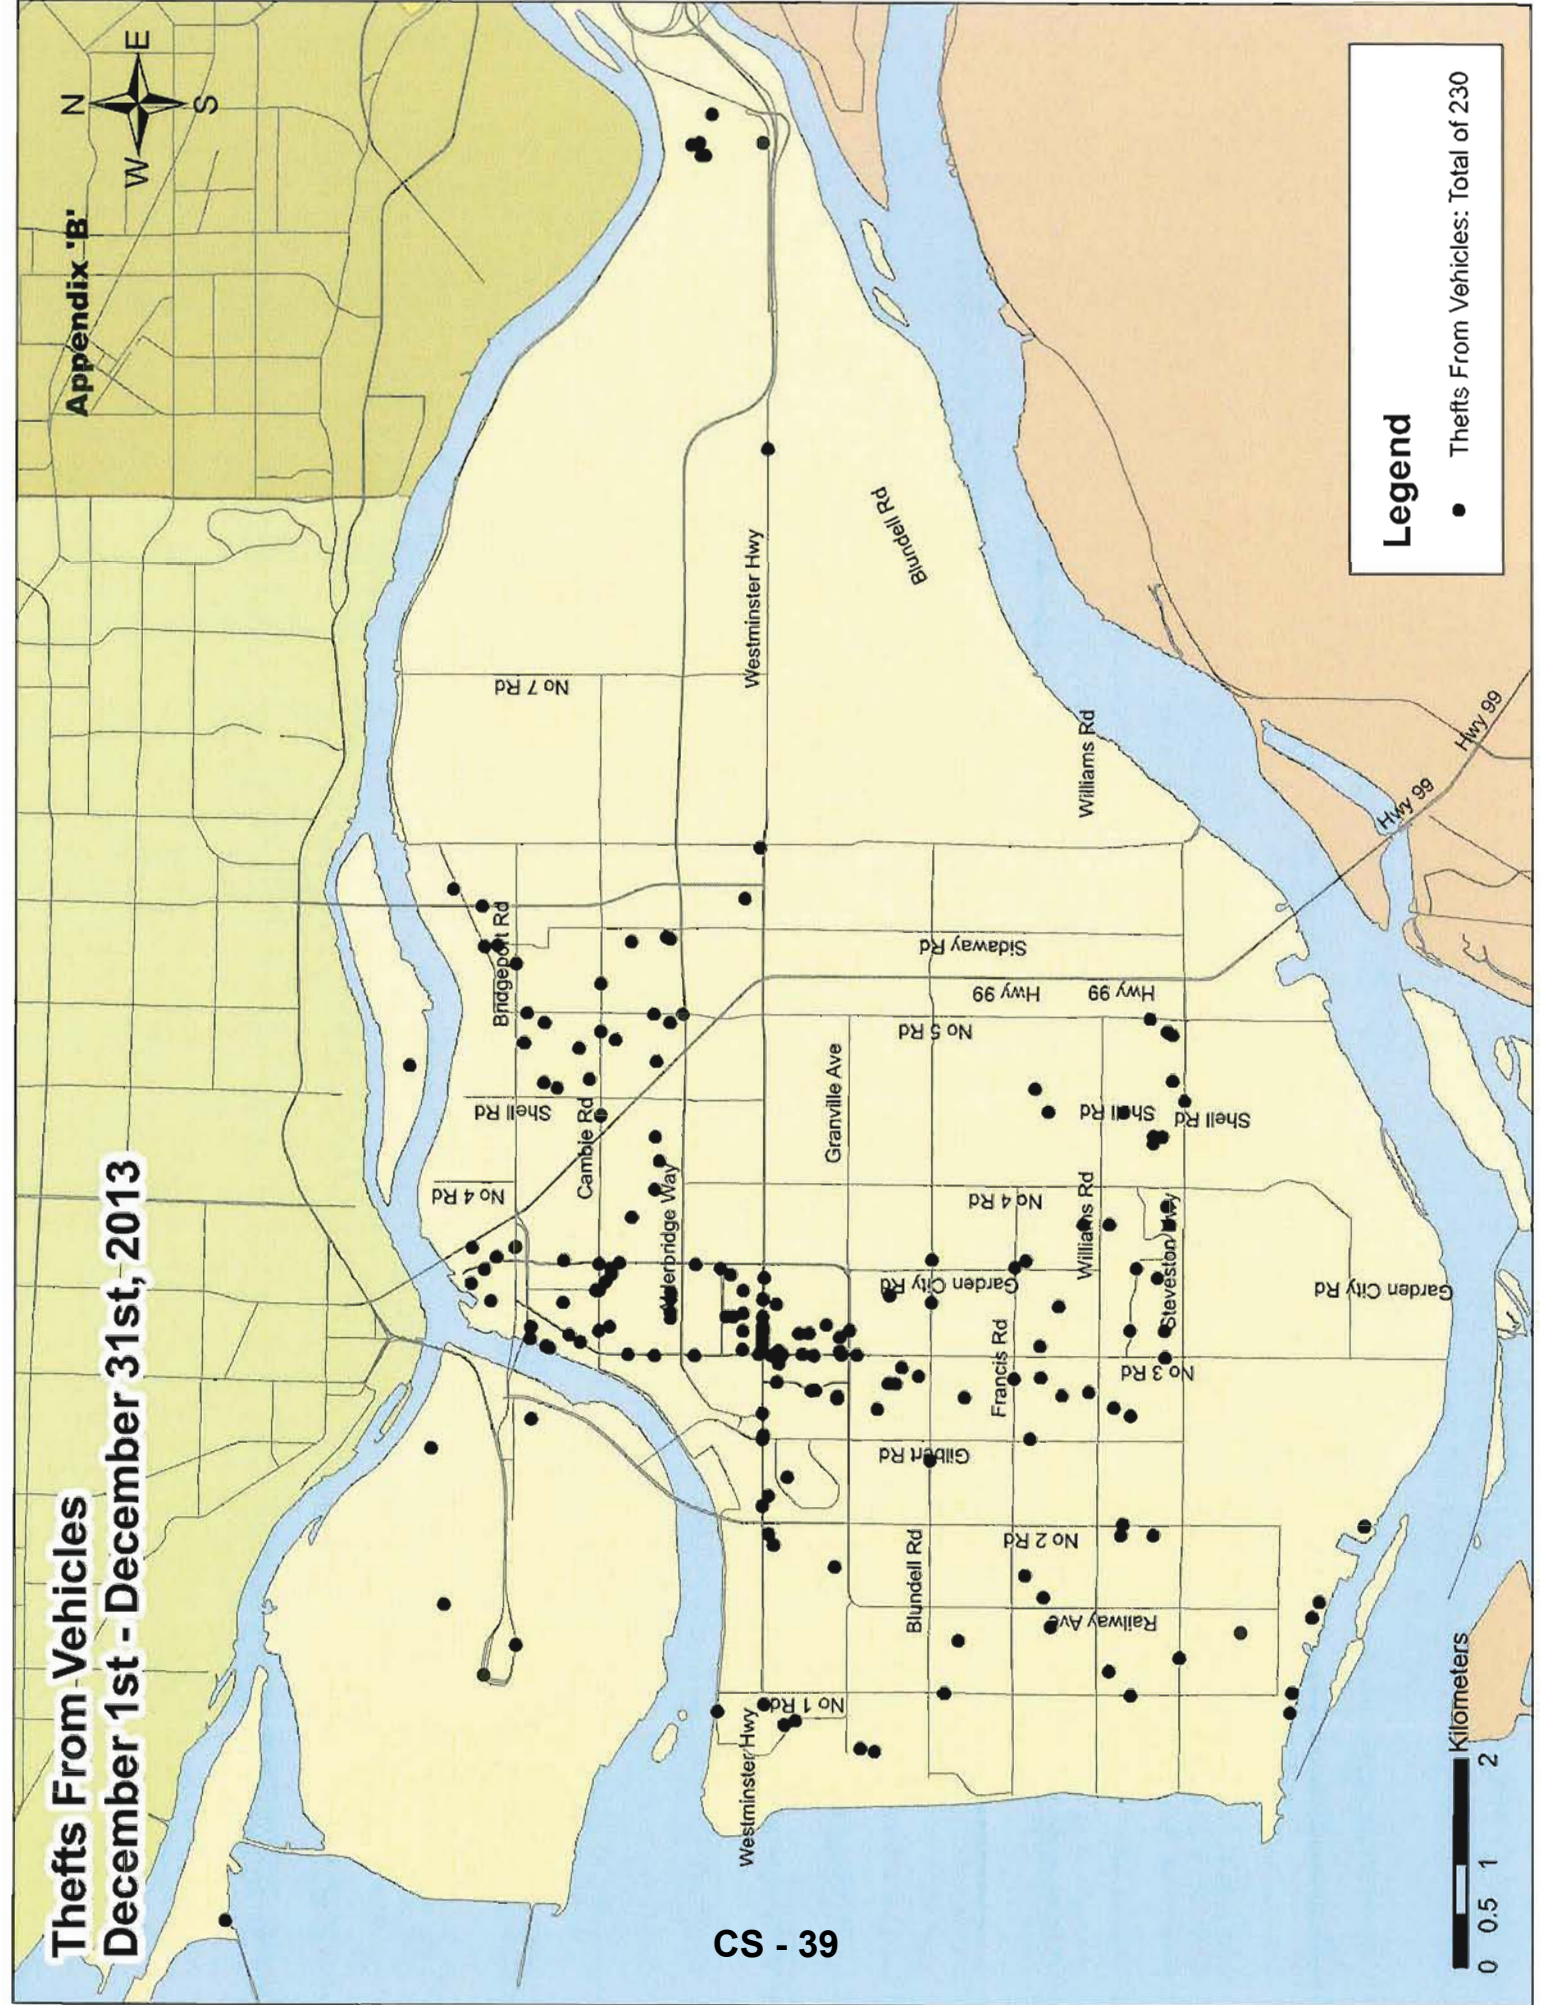 Thefts From Vehicles
December 1st - December 31st, 2013
Appendix 'B'
N
W
E
S
No 7 Rd
Bridgeport Rd
Westminster Hwy
Blundell Rd
Williams Rd
Hwy 99
Hwy 99
Sidaway Rd
Hwy 99
Hwy 99
No 5 Rd
Shell Rd
Cambie Rd
Granville Ave
Shell Rd
Shell Rd
No 4 Rd
No 4 Rd
Williams Rd
Steveston Hwy
Alderbridge Way
Garden City Rd
Garden City Rd
Francis Rd
No 3 Rd
Gilbert Rd
Blundell Rd
No 2 Rd
Railway Ave
No 1 Rd
Westminster Hwy
Legend
Thefts From Vehicles: Total of 230
Kilometers
0 0.5 1 2
CS - 39